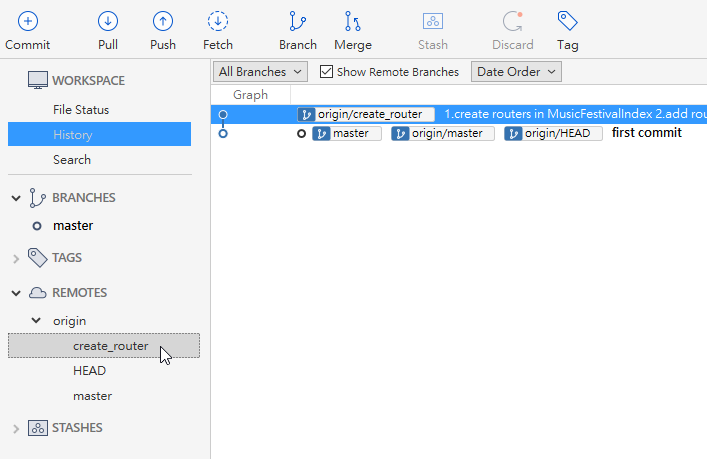 Commit Pull Push Fetch Branch Merge Stash Discard Tag
WORKSPACE
File Status
History
Search
BRANCHES
master
TAGS
REMOTES
origin
create_router
HEAD
master
STASHES
All Branches Show Remote Branches Date Order
Graph
origin/create_router 1.create routers in MusicFestivalIndex 2.add rou
master origin/master origin/HEAD first commit